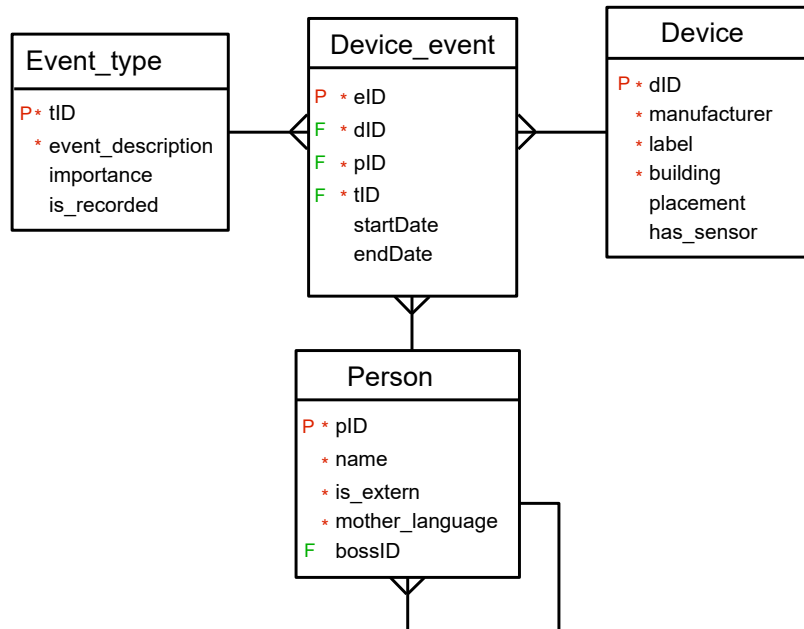 Event_type
P* tID
* event_description
importance
is_recorded
Device_event
P * eID
F * dID
F * pID
F * tID
startDate
endDate
Device
P * dID
* manufacturer
* label
* building
placement
has_sensor
Person
P * pID
* name
* is_extern
* mother_language
F bossID